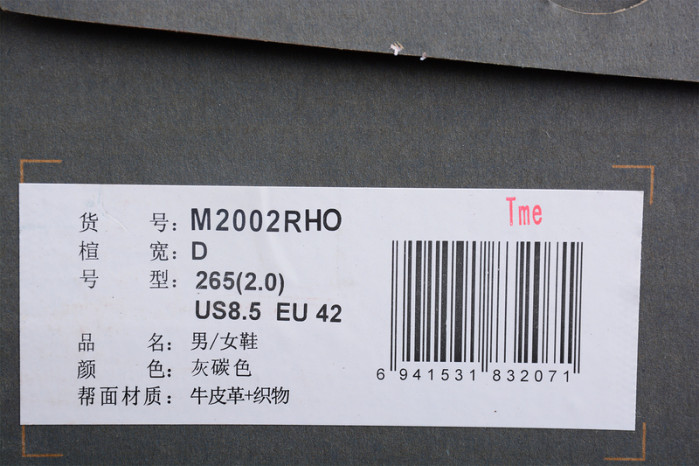 货 号: M2002RHO
Tme
楦 宽: D
号 型: 265(2.0)
US8.5 EU 42
品 名: 男/女鞋
颜 色: 灰碳色
帮面材质: 牛皮革+织物
6 941531 832071